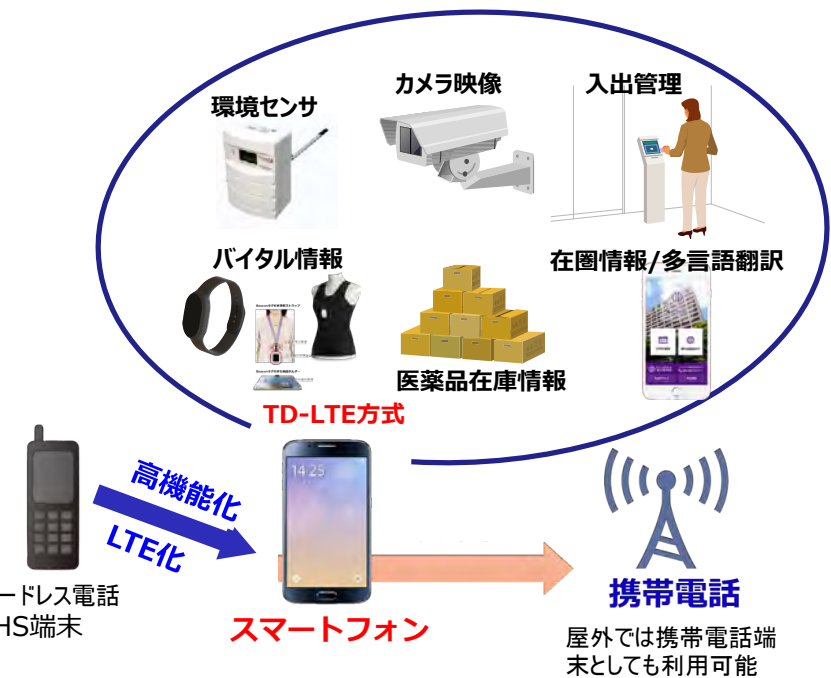 カメラ映像
入出管理
環境センサ
バイタル情報
在圏情報/多言語翻訳
医薬品在庫情報
TD-LTE方式
14 25
高機能化
LTE化
ードレス電話
HS端末
スマートフォン
携帯電話
屋外では携帯電話端
末としても利用可能